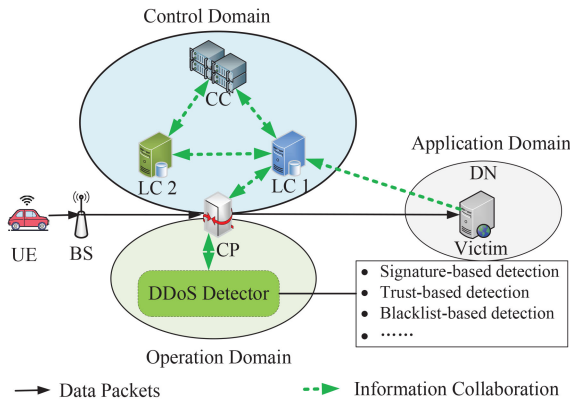 Control Domain
CC
LC 2
LC 1
Application Domain
DN
Victim
UE
BS
CP
DDoS Detector
Operation Domain
• Signature-based detection
• Trust-based detection
• Blacklist-based detection
• ……
Data Packets
Information Collaboration